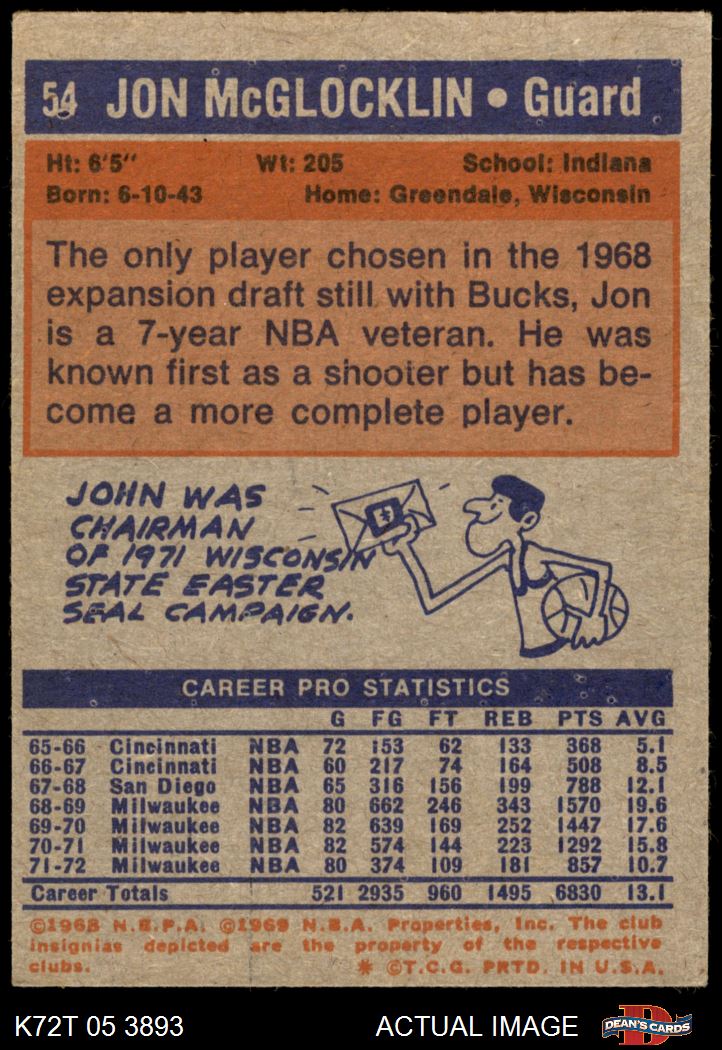 54 JON McGLOCKLIN • Guard
Ht: 6'5" Wt: 205 School: Indiana
Born: 6-10-43 Home: Greendale, Wisconsin
The only player chosen in the 1968
expansion draft still with Bucks, Jon
is a 7-year NBA veteran. He was
known first as a shooter but has be-
come a more complete player.
JOHN WAS
CHAIRMAN
OF 1971 WISCONSIN
STATE EASTER
SEAL CAMPAIGN.
CAREER PRO STATISTICS
G FG FT REB PTS AVG
65-66 Cincinnati NBA 72 153 62 133 368 5.1
66-67 Cincinnati NBA 60 217 74 164 508 8.5
67-68 San Diego NBA 65 316 156 199 788 12.1
68-69 Milwaukee NBA 80 662 246 343 1570 19.6
69-70 Milwaukee NBA 82 639 169 252 1447 17.6
70-71 Milwaukee NBA 82 574 144 223 1292 15.8
71-72 Milwaukee NBA 80 374 109 181 857 10.7
Career Totals 521 2935 960 1495 6830 13.1
©1968 N.B.P.A. ©1969 N.B.A. Properties, Inc. The club
insignias depicted are the property of the respective
clubs. * ©T.C.G. PRTD. IN U.S.A.
K72T 05 3893 ACTUAL IMAGE D DEAN'S CARDS